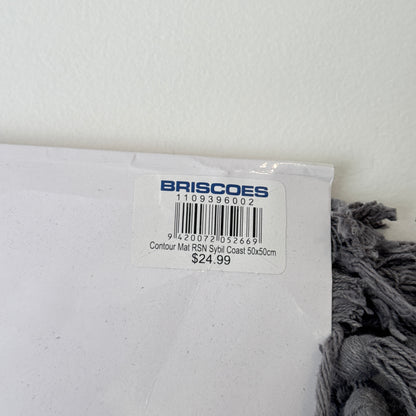 BRISCOES
1109396002
9 420072 052669
Contour Mat RSN Sybil Coast 50x50cm
$24.99